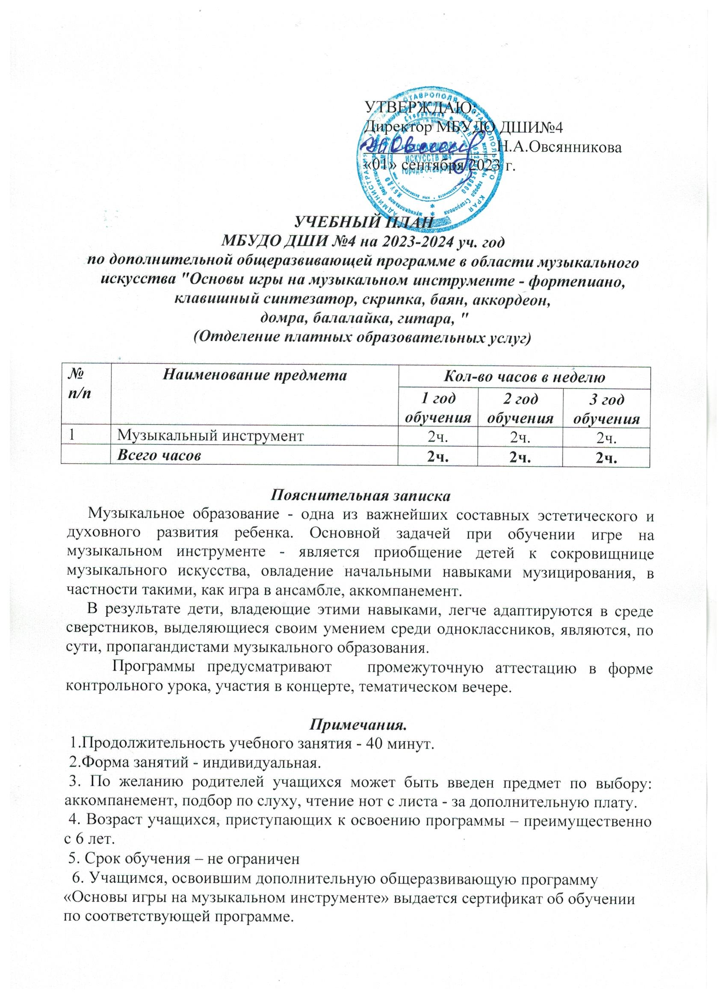 УТВЕРЖДАЮ:
Директор МБУДО ДШИ№4
Н.А.Овсянникова
«01» сентября 2023 г.
УЧЕБНЫЙ ПЛАН
МБУДО ДШИ №4 на 2023-2024 уч. год
по дополнительной общеразвивающей программе в области музыкального
искусства "Основы игры на музыкальном инструменте - фортепиано,
клавишный синтезатор, скрипка, баян, аккордеон,
домра, балалайка, гитара, "
(Отделение платных образовательных услуг)
№ п/п Наименование предмета Кол-во часов в неделю
1 год обучения 2 год обучения 3 год обучения
1 Музыкальный инструмент 2ч. 2ч. 2ч.
Всего часов 2ч. 2ч. 2ч.
Пояснительная записка
Музыкальное образование - одна из важнейших составных эстетического и
духовного развития ребенка. Основной задачей при обучении игре на
музыкальном инструменте - является приобщение детей к сокровищнице
музыкального искусства, овладение начальными навыками музицирования, в
частности такими, как игра в ансамбле, аккомпанемент.
В результате дети, владеющие этими навыками, легче адаптируются в среде
сверстников, выделяющиеся своим умением среди одноклассников, являются, по
сути, пропагандистами музыкального образования.
Программы предусматривают промежуточную аттестацию в форме
контрольного урока, участия в концерте, тематическом вечере.
Примечания.
1.Продолжительность учебного занятия - 40 минут.
2.Форма занятий - индивидуальная.
3. По желанию родителей учащихся может быть введен предмет по выбору:
аккомпанемент, подбор по слуху, чтение нот с листа - за дополнительную плату.
4. Возраст учащихся, приступающих к освоению программы – преимущественно
с 6 лет.
5. Срок обучения – не ограничен
6. Учащимся, освоившим дополнительную общеразвивающую программу
«Основы игры на музыкальном инструменте» выдается сертификат об обучении
по соответствующей программе.